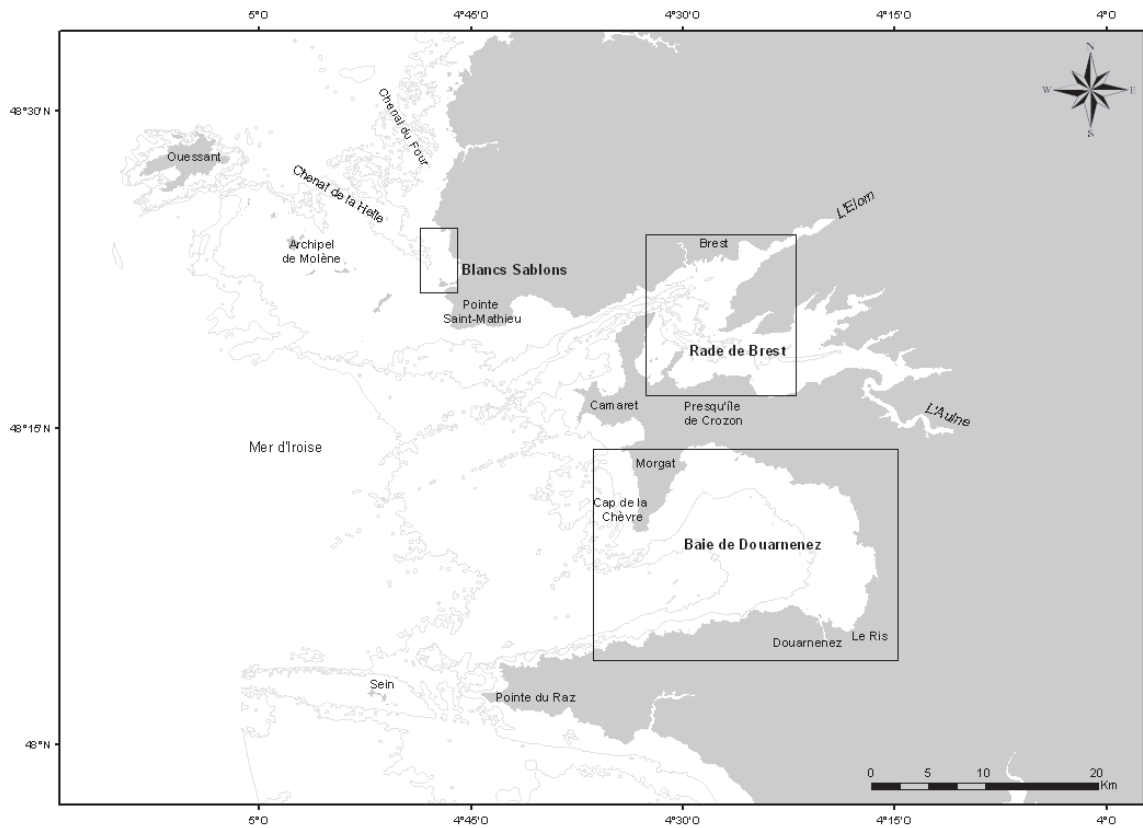 5°0 4°45'0 4°30'0 4°15'0 4°0
N
W E
S
48°30'N
Chenal du Four
Ouessant
Chenal de la Helle
L'Elorn
Archipel
de Molène
Brest
Blancs Sablons
Pointe
Saint-Mathieu
Rade de Brest
Camaret
Presqu'île
de Crozon
L'Aulne
48°15'N
Mer d'Iroise
Morgat
Cap de la
Chèvre
Baie de Douarnenez
Douarnenez
Le Ris
Sein
Pointe du Raz
48°N
0 5 10 20
Km
5°0 4°45'0 4°30'0 4°15'0 4°0